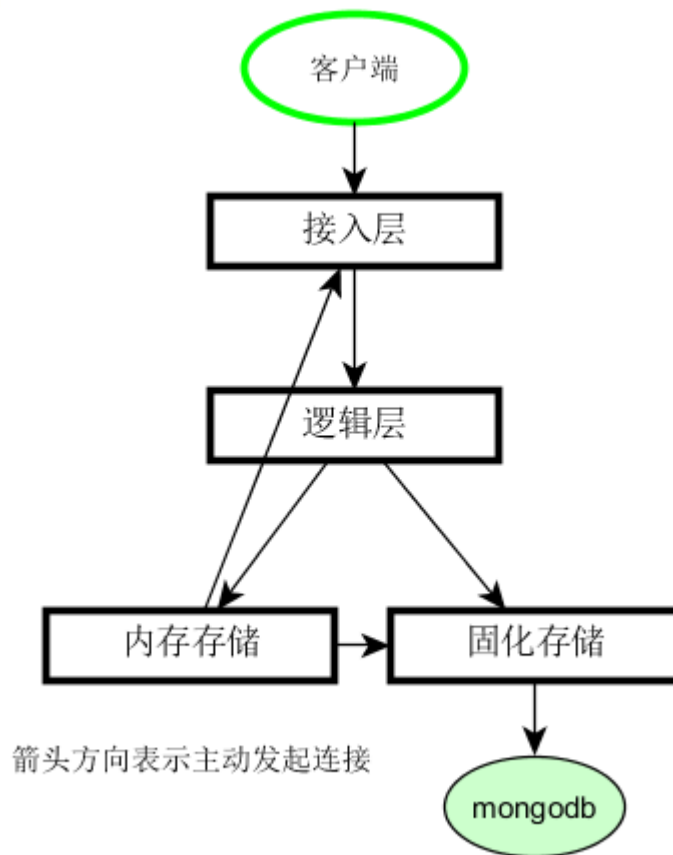 客户端
接入层
逻辑层
内存存储
固化存储
箭头方向表示主动发起连接
mongodb